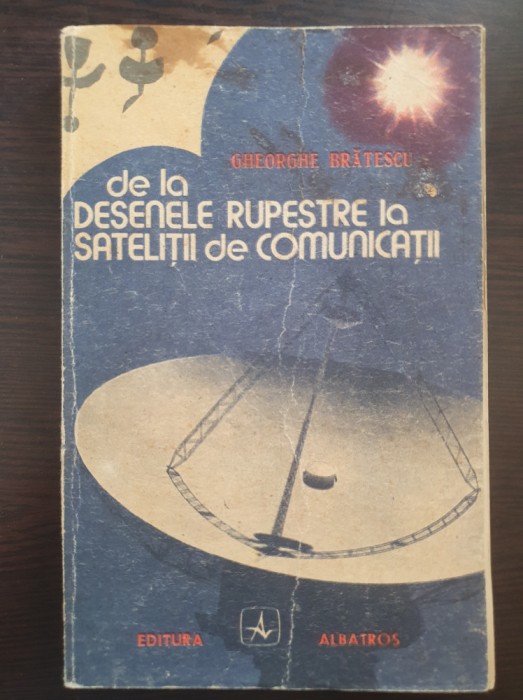 GHEORGHE BRĂTESCU
de la
DESENELE RUPESTRE la
SATELIȚII de COMUNICAȚII
EDITURA ALBATROS